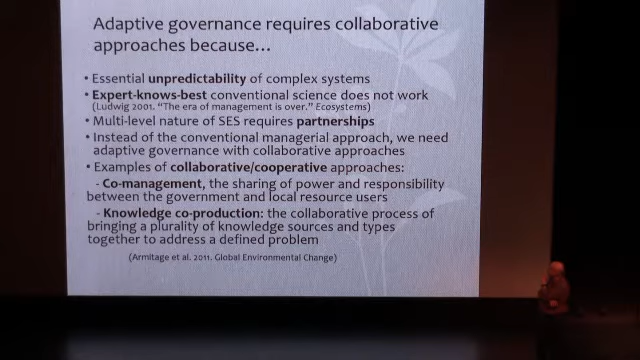 Adaptive governance requires collaborative
approaches because...
• Essential unpredictability of complex systems
• Expert-knows-best conventional science does not work
(Ludwig 2001. "The era of management is over." Ecosystems)
• Multi-level nature of SES requires partnerships
• Instead of the conventional managerial approach, we need
adaptive governance with collaborative approaches
• Examples of collaborative/cooperative approaches:
- Co-management, the sharing of power and responsibility
between the government and local resource users
- Knowledge co-production: the collaborative process of
bringing a plurality of knowledge sources and types
together to address a defined problem
(Armitage et al. 2011. Global Environmental Change)